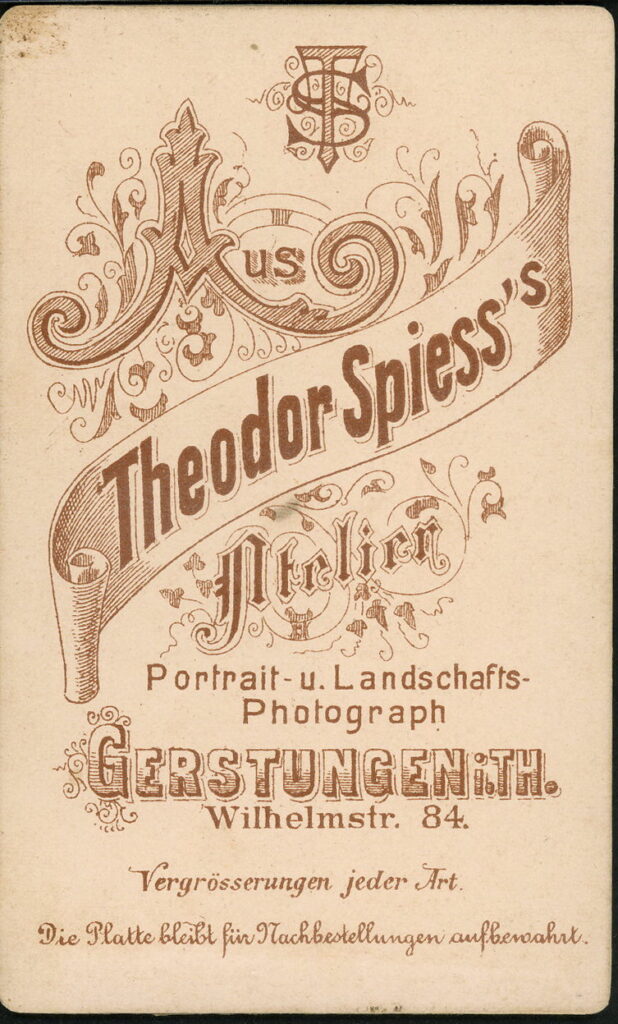 TS
Aus
Theodor Spiess's
Atelier
Portrait- u. Landschafts-
Photograph
GERSTUNGEN i. TH.
Wilhelmstr. 84.
Vergrösserungen jeder Art.
Die Platte bleibt für Nachbestellungen aufbewahrt.